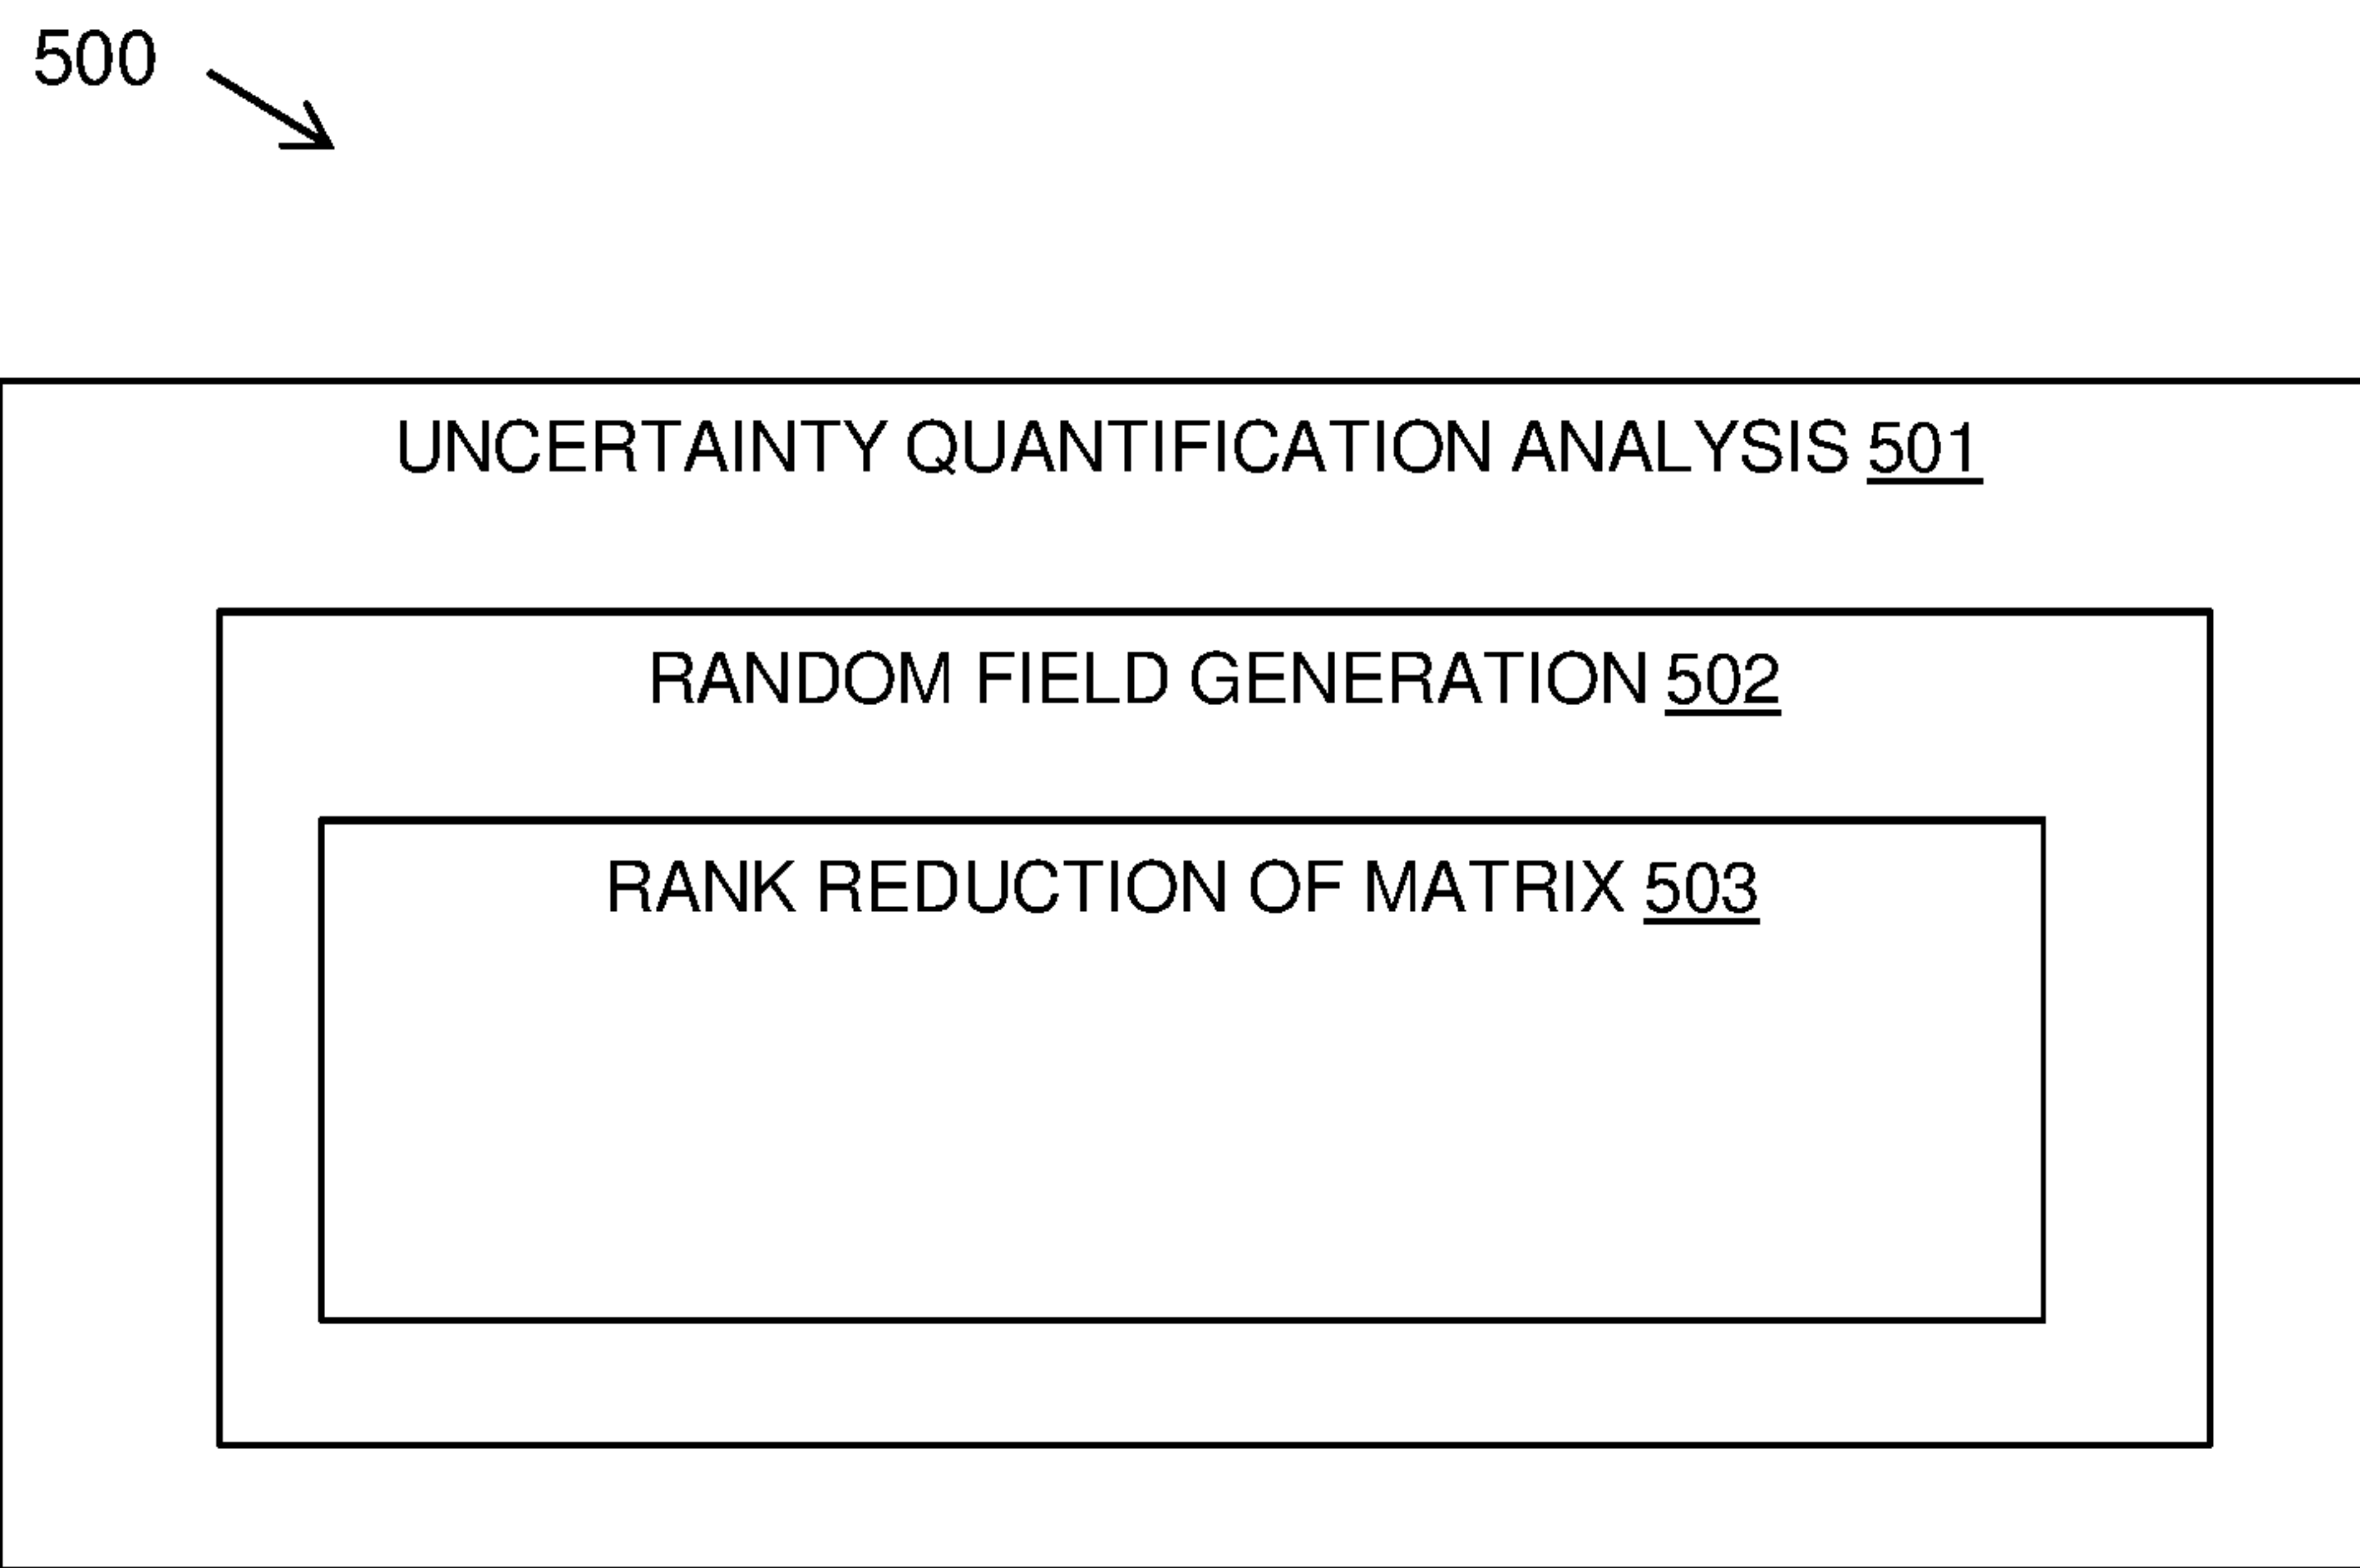 500
UNCERTAINTY QUANTIFICATION ANALYSIS 501
RANDOM FIELD GENERATION 502
RANK REDUCTION OF MATRIX 503